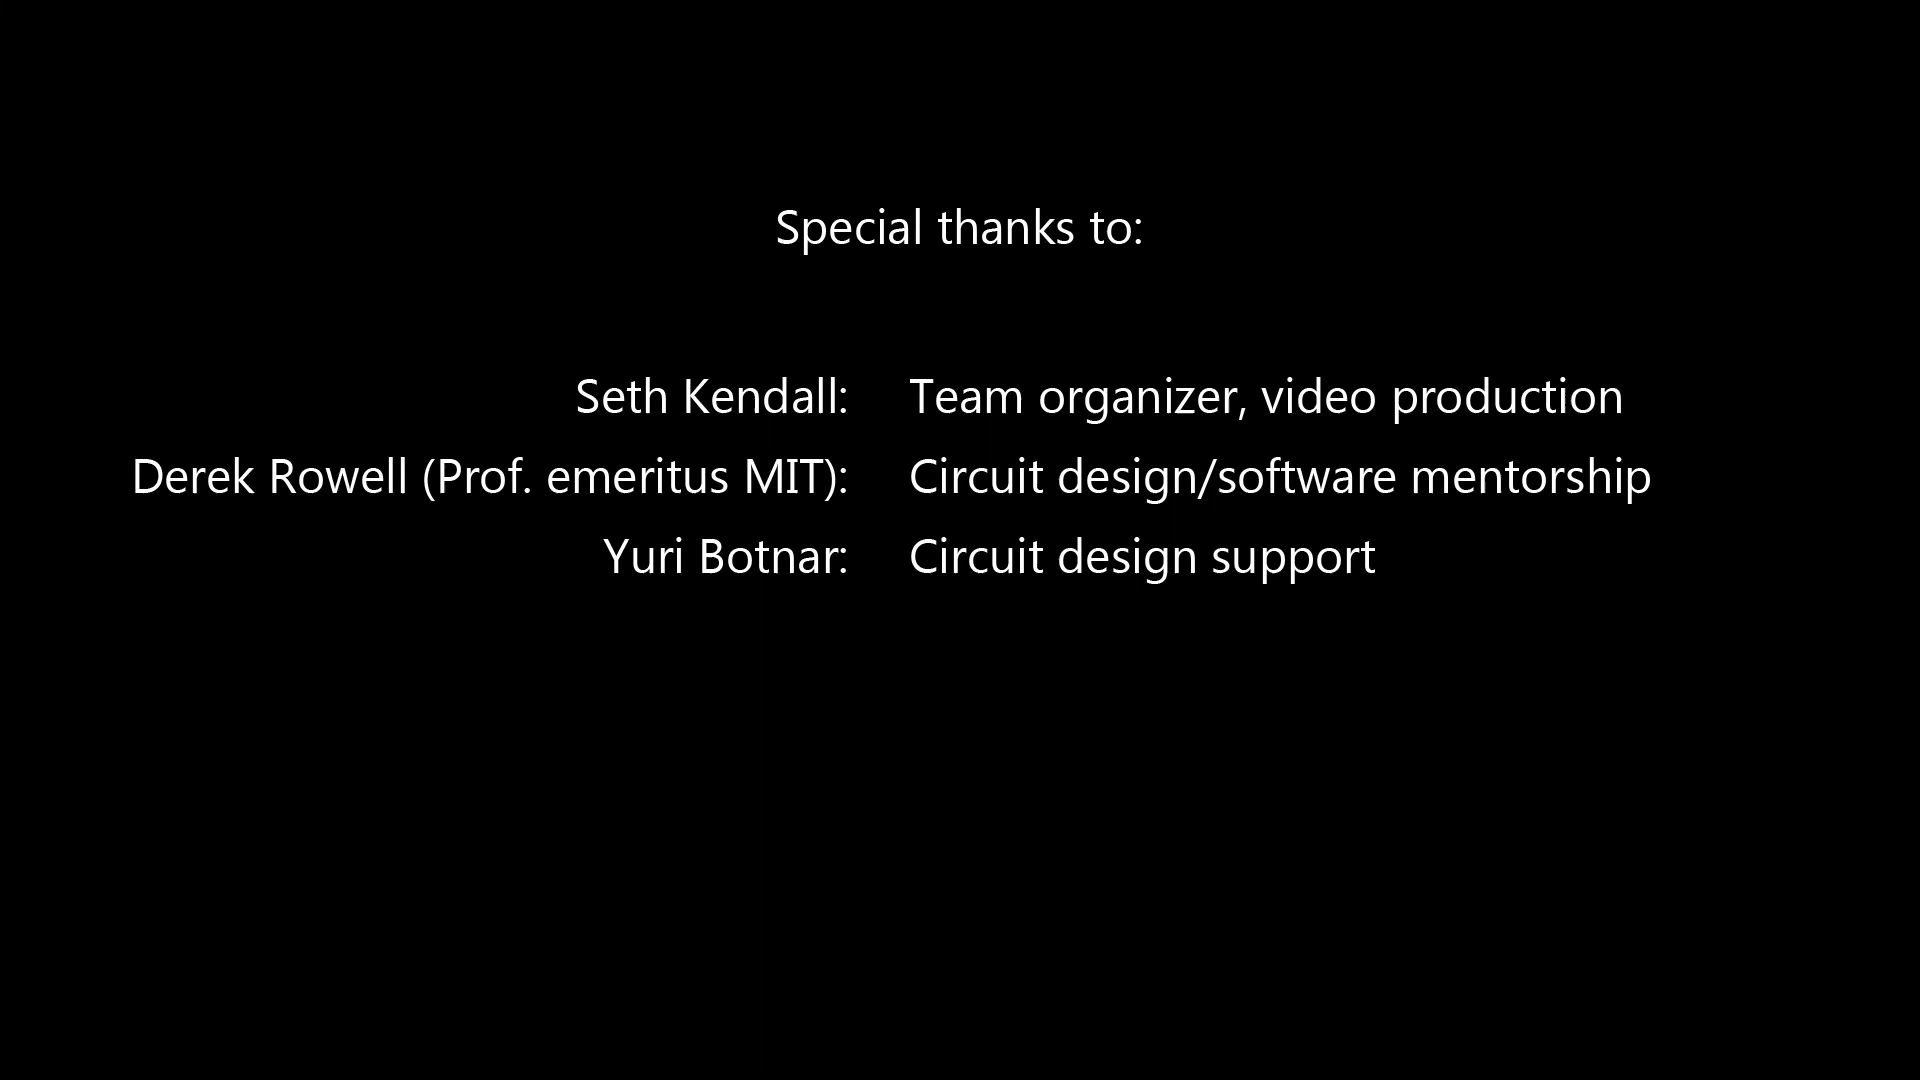 Special thanks to:
Seth Kendall: Team organizer, video production
Derek Rowell (Prof. emeritus MIT): Circuit design/software mentorship
Yuri Botnar: Circuit design support